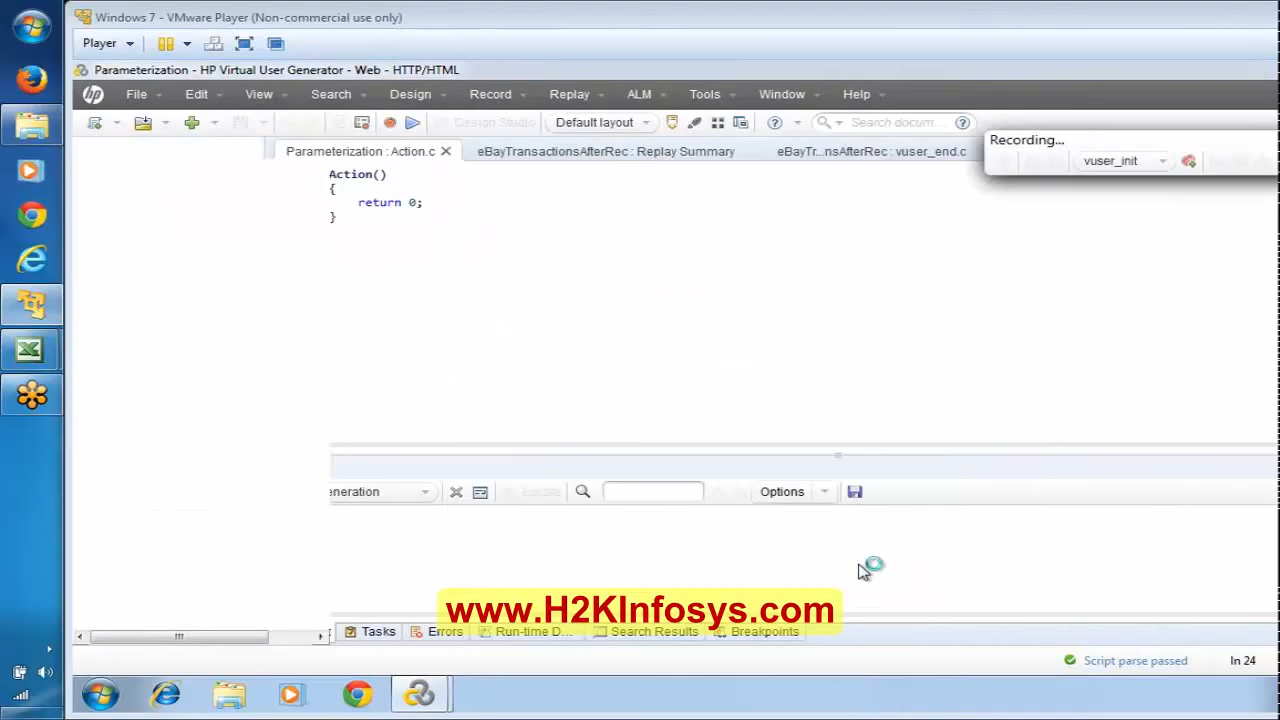 Windows 7 - VMware Player (Non-commercial use only)
Player
Parameterization - HP Virtual User Generator - Web - HTTP/HTML
hp File Edit View Search Design Record Replay ALM Tools Window Help
Design Studio Default layout Search docum...
Parameterization : Action.c eBayTransactionsAfterRec : Replay Summary eBayTr...nsAfterRec : vuser_end.c
Recording...
vuser_init
Action()
{
return 0;
}
eneration Locate Options
www.H2KInfosys.com
Tasks Errors Run-time D... Search Results Breakpoints
Script parse passed ln 24